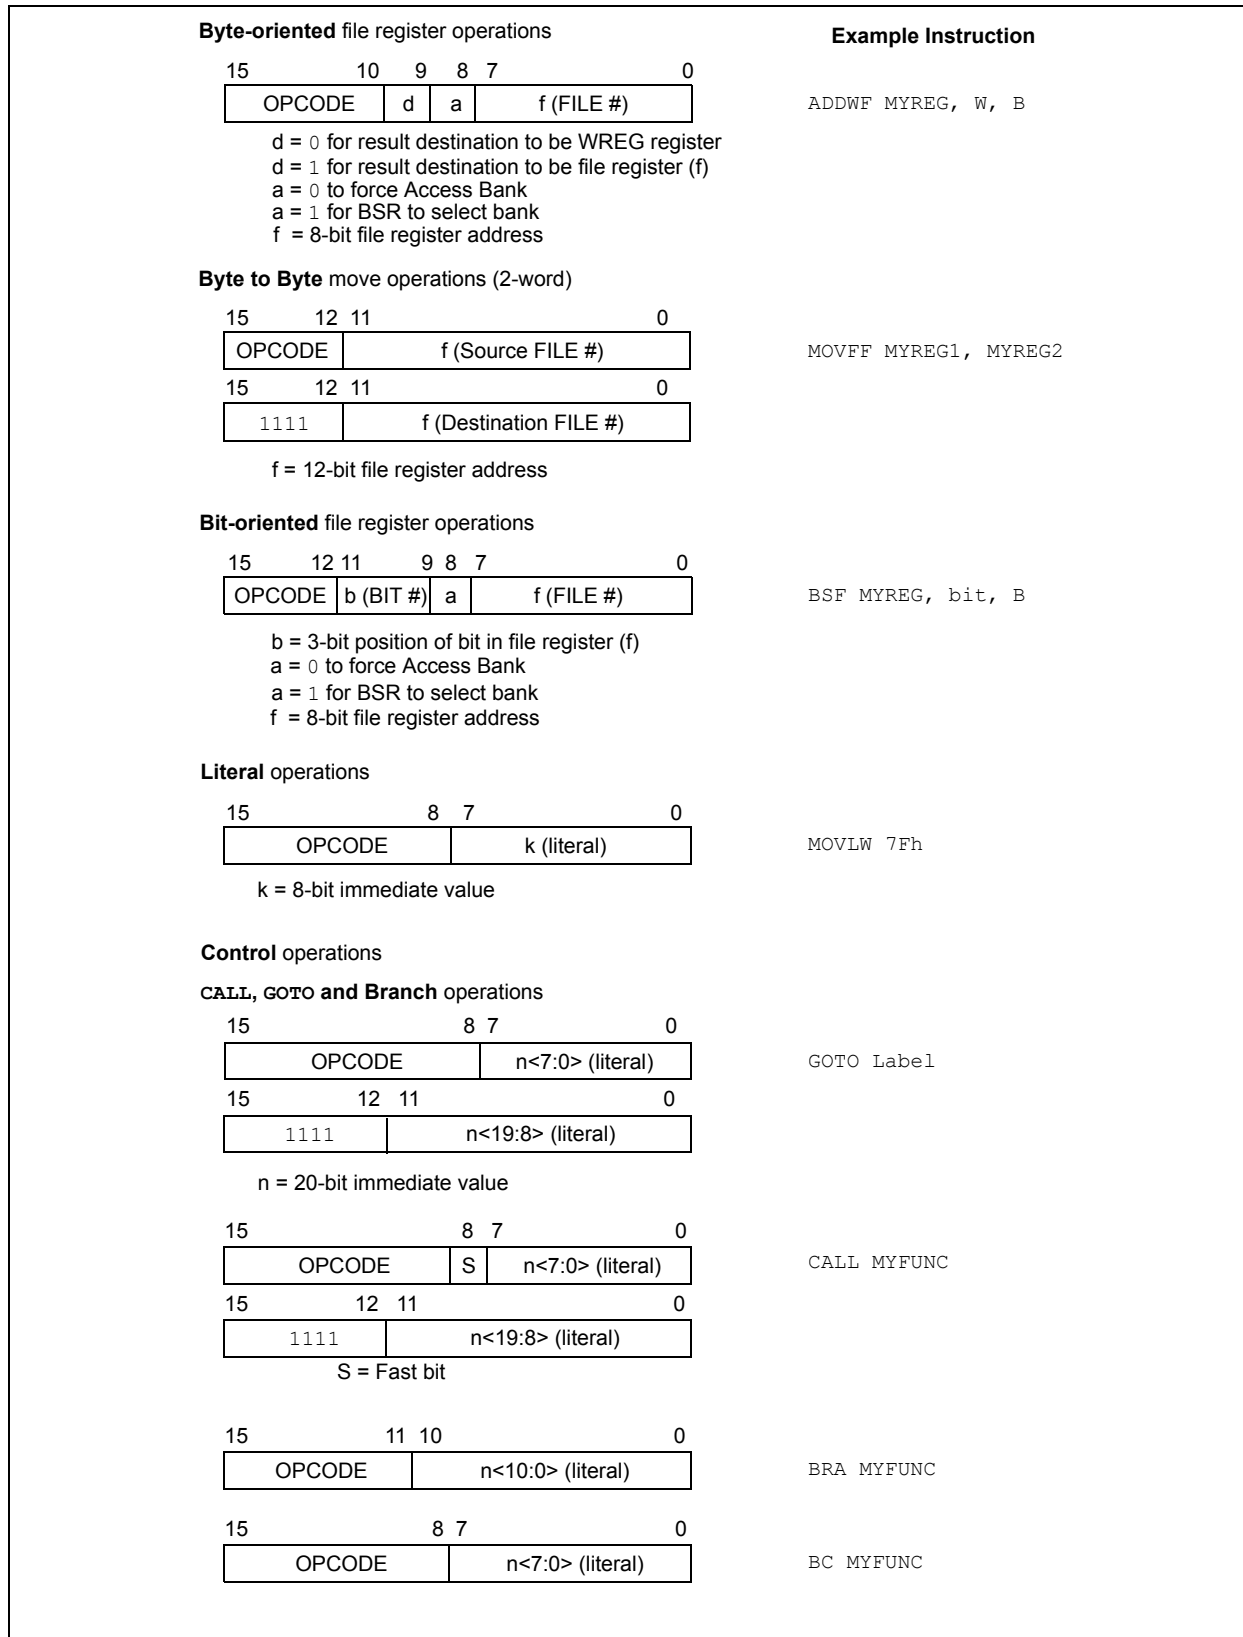 Byte-oriented file register operations
Example Instruction
15 10 9 8 7 0
OPCODE d a f (FILE #)
ADDWF MYREG, W, B
d = 0 for result destination to be WREG register
d = 1 for result destination to be file register (f)
a = 0 to force Access Bank
a = 1 for BSR to select bank
f = 8-bit file register address
Byte to Byte move operations (2-word)
15 12 11 0
OPCODE f (Source FILE #)
MOVFF MYREG1, MYREG2
15 12 11 0
1111 f (Destination FILE #)
f = 12-bit file register address
Bit-oriented file register operations
15 12 11 9 8 7 0
OPCODE b (BIT #) a f (FILE #)
BSF MYREG, bit, B
b = 3-bit position of bit in file register (f)
a = 0 to force Access Bank
a = 1 for BSR to select bank
f = 8-bit file register address
Literal operations
15 8 7 0
OPCODE k (literal)
MOVLW 7Fh
k = 8-bit immediate value
Control operations
CALL, GOTO and Branch operations
15 8 7 0
OPCODE n<7:0> (literal)
GOTO Label
15 12 11 0
1111 n<19:8> (literal)
n = 20-bit immediate value
15 8 7 0
OPCODE S n<7:0> (literal)
CALL MYFUNC
15 12 11 0
1111 n<19:8> (literal)
S = Fast bit
15 11 10 0
OPCODE n<10:0> (literal)
BRA MYFUNC
15 8 7 0
OPCODE n<7:0> (literal)
BC MYFUNC